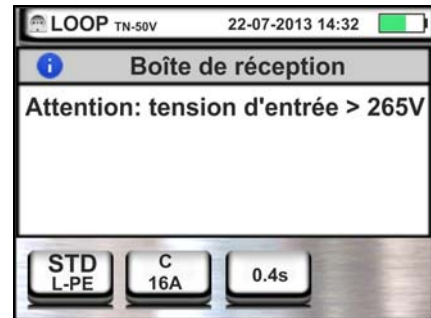 LOOP TN-50V 22-07-2013 14:32
i Boîte de réception
Attention: tension d'entrée > 265V
STD C
L-PE 16A 0.4s